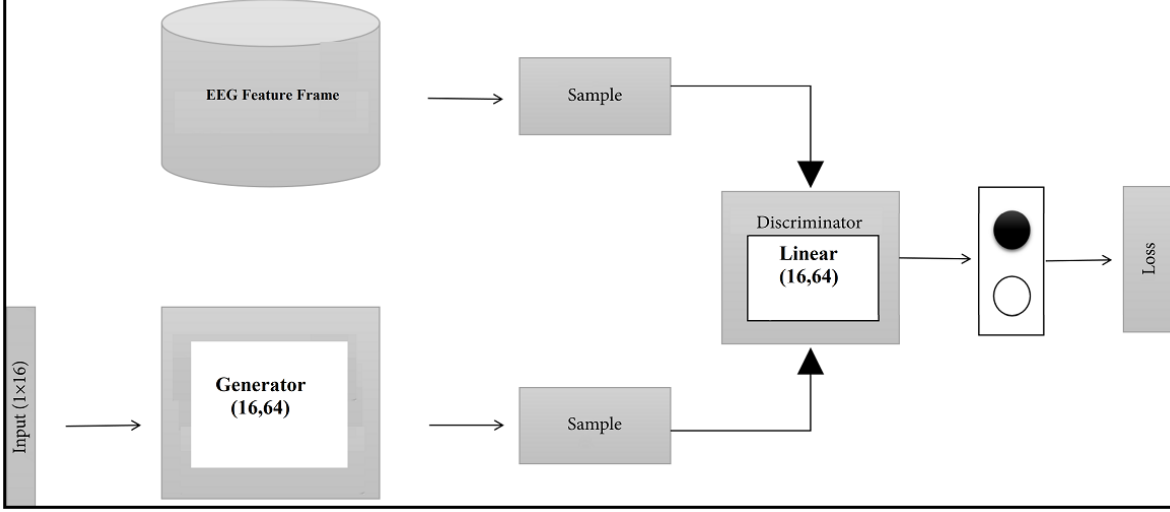 EEG Feature Frame
Sample
Discriminator
Linear
(16,64)
Loss
Input (1×16)
Generator
(16,64)
Sample